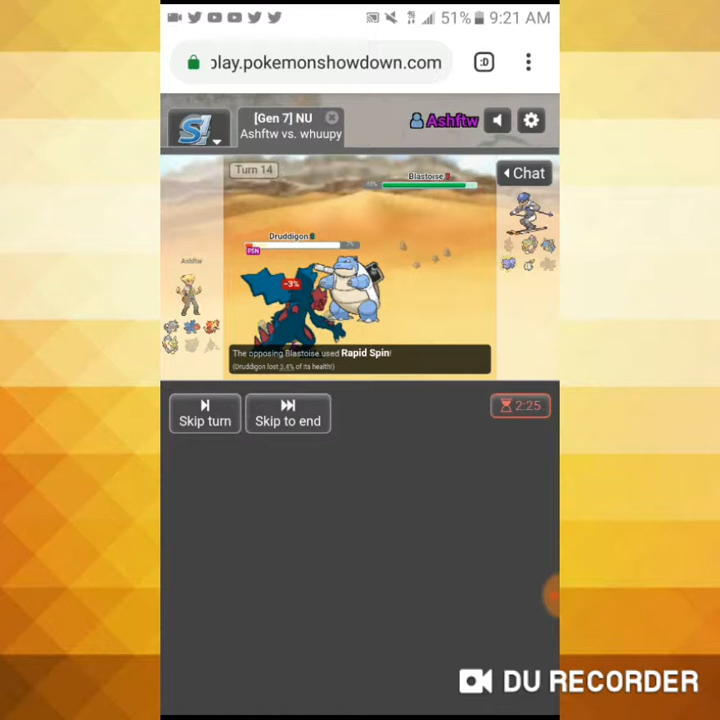 51% 9:21 AM
play.pokemonshowdown.com
:D
S!
[Gen 7] NU
Ashftw vs. whuupy
Ashftw
Turn 14
Chat
Blastoise
Druddigon
PSN
Ashftw
-3%
The opposing Blastoise used Rapid Spin!
(Druddigon lost 3.4% of its health!)
Skip turn
Skip to end
2:25
DU RECORDER